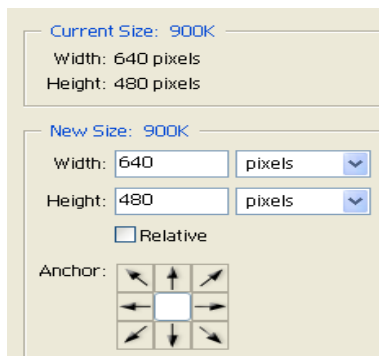 Current Size: 900K
Width: 640 pixels
Height: 480 pixels
New Size: 900K
Width: 640 pixels
Height: 480 pixels
Relative
Anchor: